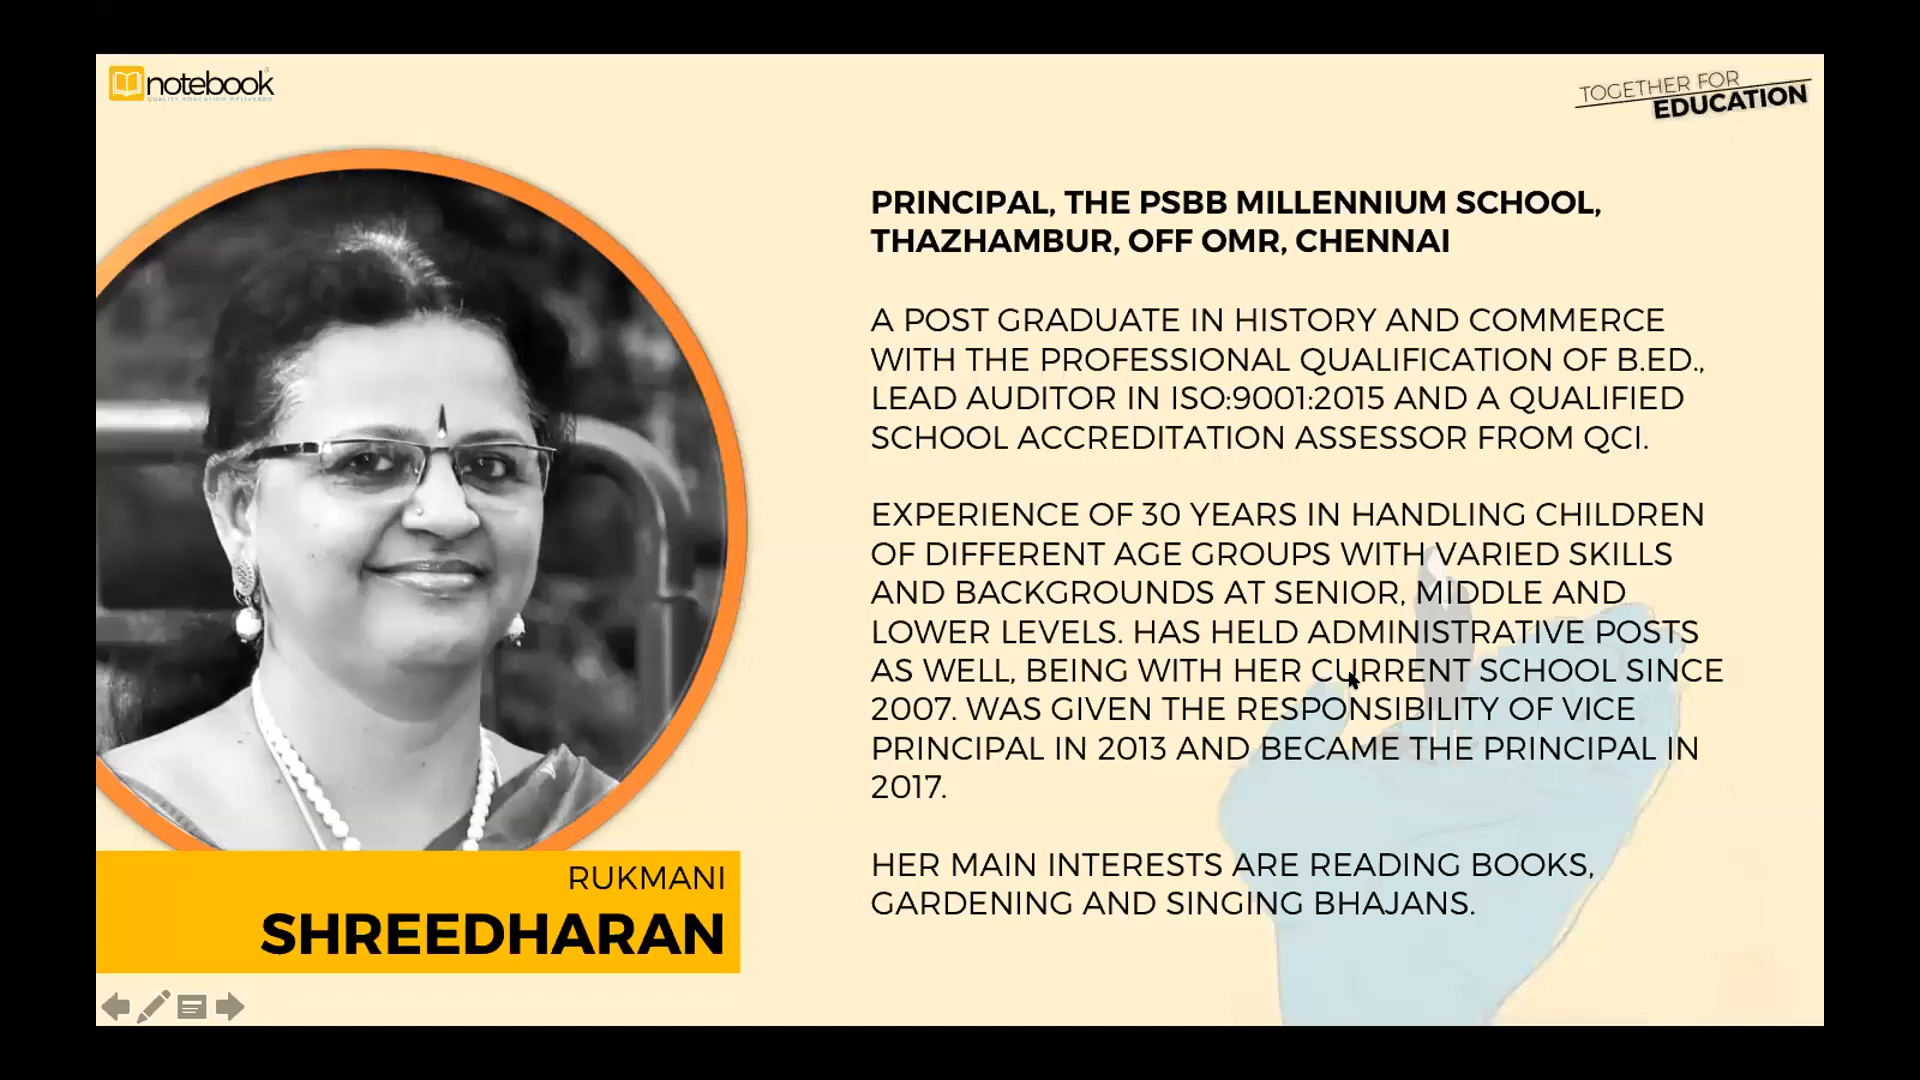 notebook
QUALITY EDUCATION DELIVERED
TOGETHER FOR
EDUCATION
PRINCIPAL, THE PSBB MILLENNIUM SCHOOL,
THAZHAMBUR, OFF OMR, CHENNAI
A POST GRADUATE IN HISTORY AND COMMERCE
WITH THE PROFESSIONAL QUALIFICATION OF B.ED.,
LEAD AUDITOR IN ISO:9001:2015 AND A QUALIFIED
SCHOOL ACCREDITATION ASSESSOR FROM QCI.
EXPERIENCE OF 30 YEARS IN HANDLING CHILDREN
OF DIFFERENT AGE GROUPS WITH VARIED SKILLS
AND BACKGROUNDS AT SENIOR, MIDDLE AND
LOWER LEVELS. HAS HELD ADMINISTRATIVE POSTS
AS WELL, BEING WITH HER CURRENT SCHOOL SINCE
2007. WAS GIVEN THE RESPONSIBILITY OF VICE
PRINCIPAL IN 2013 AND BECAME THE PRINCIPAL IN
2017.
HER MAIN INTERESTS ARE READING BOOKS,
GARDENING AND SINGING BHAJANS.
RUKMANI
SHREEDHARAN